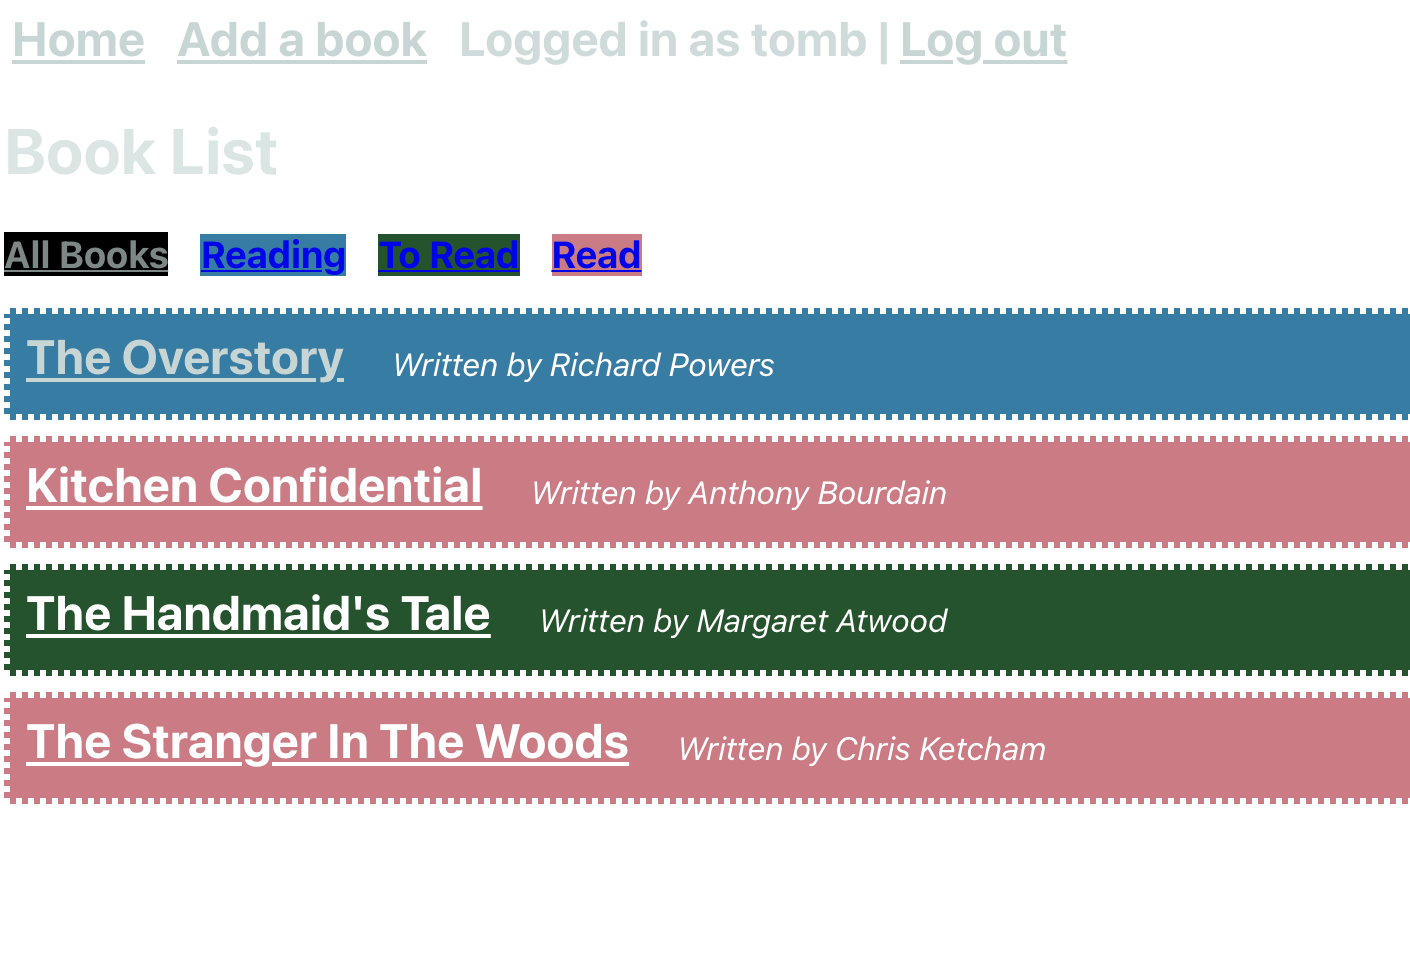 Home Add a book Logged in as tomb | Log out
Book List
All Books Reading To Read Read
The Overstory Written by Richard Powers
Kitchen Confidential Written by Anthony Bourdain
The Handmaid's Tale Written by Margaret Atwood
The Stranger In The Woods Written by Chris Ketcham